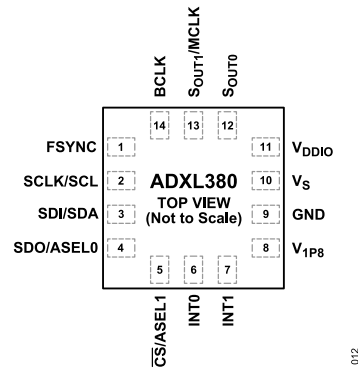 BCLK
SOUT1/MCLK
SOUT0
14
13
12
FSYNC
1
11
VDDIO
SCLK/SCL
2
ADXL380
10
VS
SDI/SDA
3
TOP VIEW
(Not to Scale)
9
GND
SDO/ASEL0
4
8
V1P8
5
6
7
CS/ASEL1
INT0
INT1
012